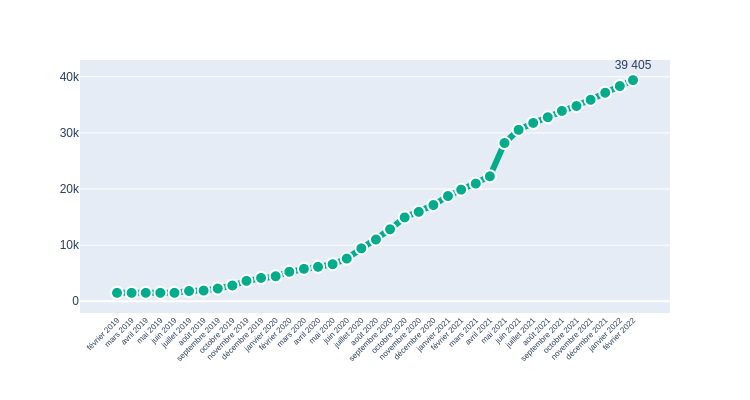 39 405
40k
30k
20k
10k
0
février 2019
mars 2019
avril 2019
mai 2019
juin 2019
juillet 2019
août 2019
septembre 2019
octobre 2019
novembre 2019
décembre 2019
janvier 2020
février 2020
mars 2020
avril 2020
mai 2020
juin 2020
juillet 2020
août 2020
septembre 2020
octobre 2020
novembre 2020
décembre 2020
janvier 2021
février 2021
mars 2021
avril 2021
mai 2021
juin 2021
juillet 2021
août 2021
septembre 2021
octobre 2021
novembre 2021
décembre 2021
janvier 2022
février 2022